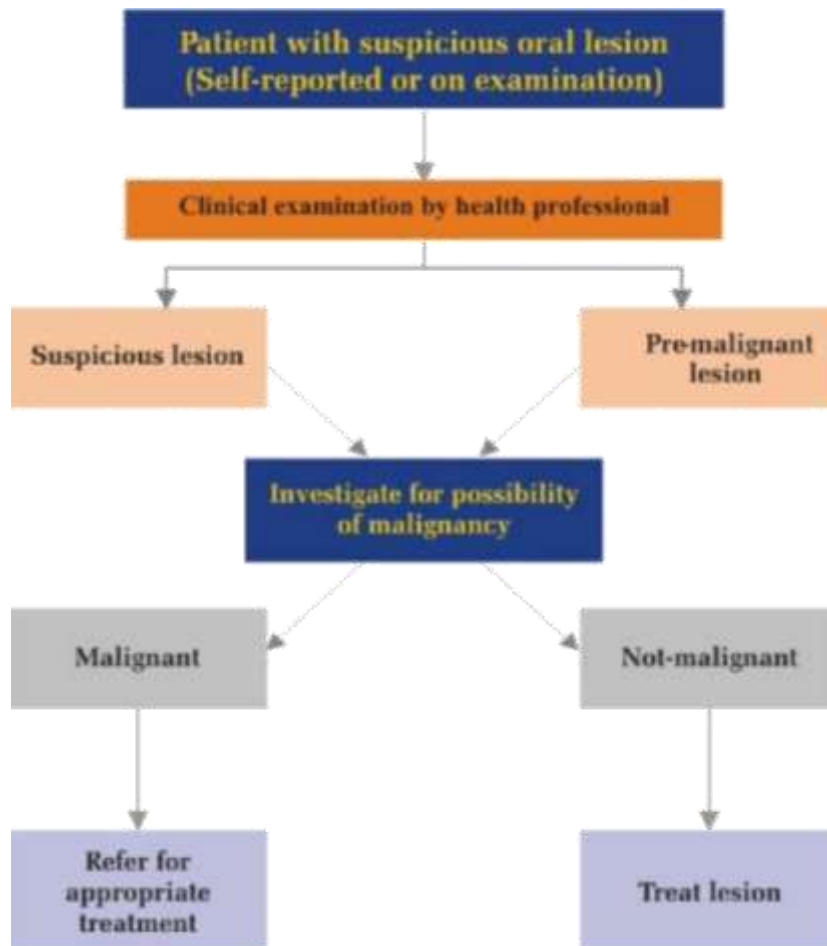 Patient with suspicious oral lesion
(Self-reported or on examination)
Clinical examination by health professional
Suspicious lesion
Pre-malignant
lesion
Investigate for possibility
of malignancy
Malignant
Not-malignant
Refer for
appropriate
treatment
Treat lesion